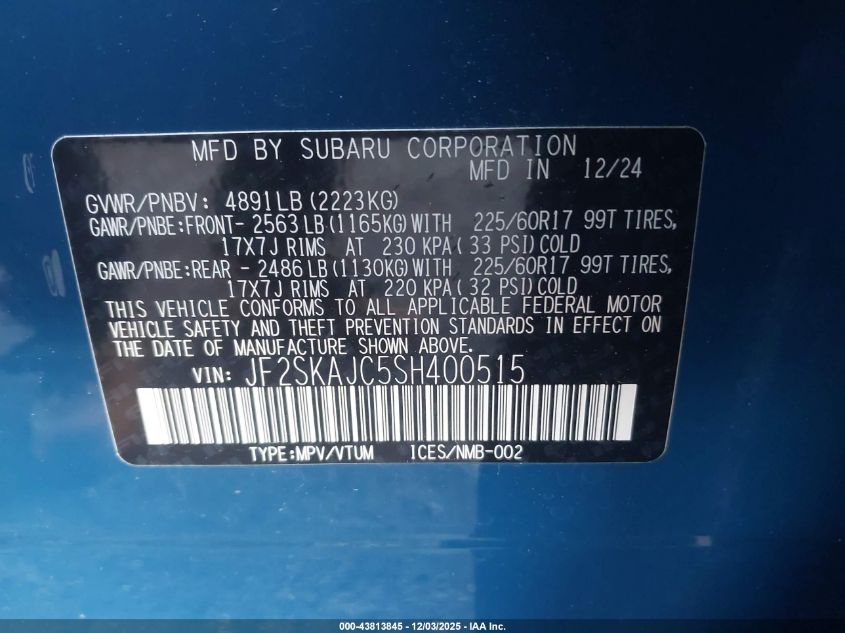 MFD BY SUBARU CORPORATION
MFD IN 12/24
GVWR/PNBV: 4891LB(2223KG)
GAWR/PNBE:FRONT- 2563LB(1165KG)WITH 225/60R17 99T TIRES,
17X7J RIMS AT 230 KPA(33 PSI)COLD
GAWR/PNBE:REAR - 2486LB(1130KG)WITH 225/60R17 99T TIRES,
17X7J RIMS AT 220 KPA(32 PSI)COLD
THIS VEHICLE CONFORMS TO ALL APPLICABLE FEDERAL MOTOR
VEHICLE SAFETY AND THEFT PREVENTION STANDARDS IN EFFECT ON
THE DATE OF MANUFACTURE SHOWN ABOVE.
VIN: JF2SKAJC5SH400515
TYPE:MPV/VTUM ICES/NMB-002
000-43813845 - 12/03/2025 - IAA Inc.